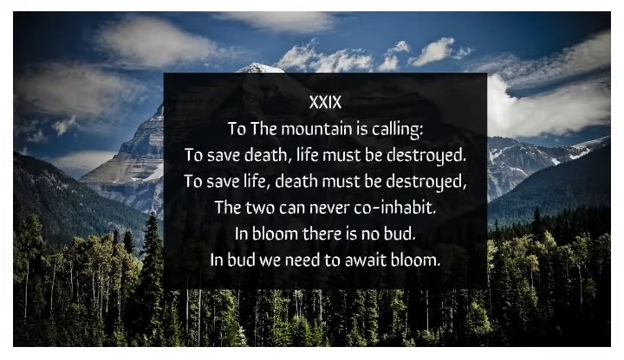 XXIX
To The mountain is calling:
To save death, life must be destroyed.
To save life, death must be destroyed,
The two can never co-inhabit.
In bloom there is no bud.
In bud we need to await bloom.